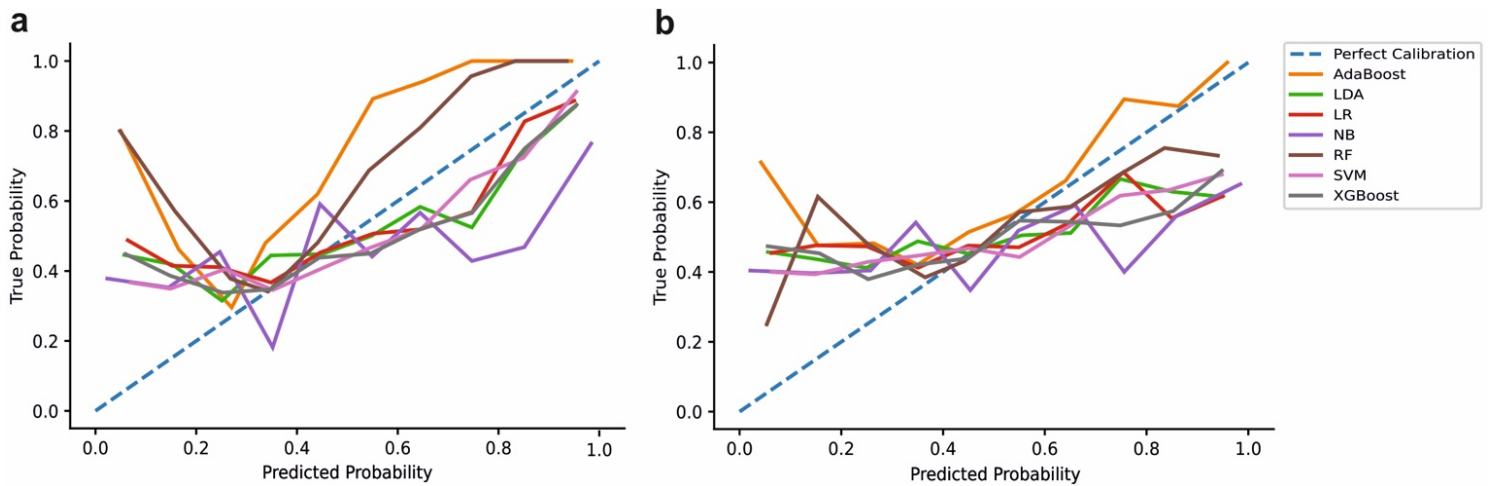 a
1.0
0.8
0.6
0.4
0.2
0.0
True Probability
0.0 0.2 0.4 0.6 0.8 1.0
Predicted Probability
b
1.0
0.8
0.6
0.4
0.2
0.0
True Probability
0.0 0.2 0.4 0.6 0.8 1.0
Predicted Probability
Perfect Calibration
AdaBoost
LDA
LR
NB
RF
SVM
XGBoost